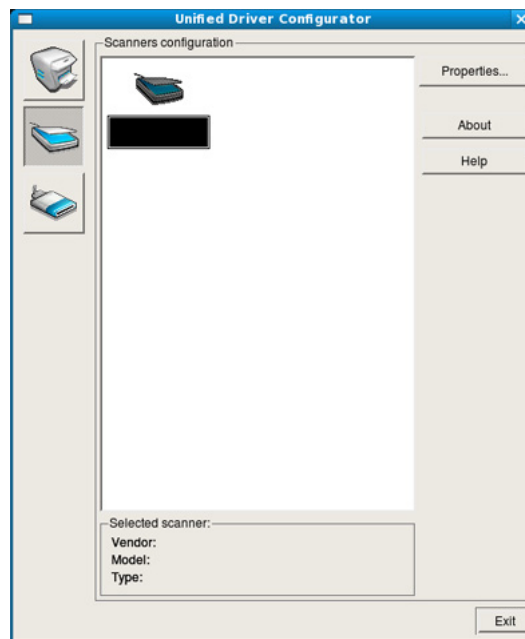 Unified Driver Configurator
Scanners configuration
Properties...
About
Help
Selected scanner:
Vendor:
Model:
Type:
Exit